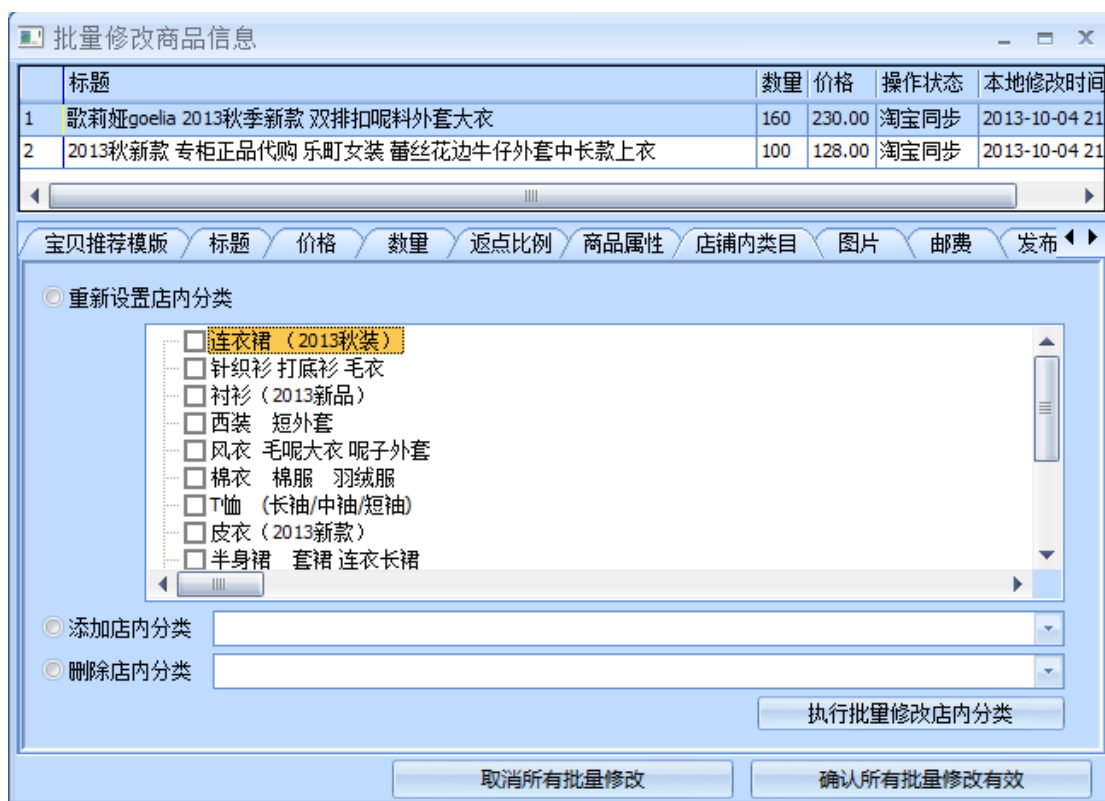 批量修改商品信息
标题 数量 价格 操作状态 本地修改时间
1 歌莉娅goelia 2013秋季新款 双排扣呢料外套大衣 160 230.00 淘宝同步 2013-10-04 21
2 2013秋新款 专柜正品代购 乐町女装 蕾丝花边牛仔外套中长款上衣 100 128.00 淘宝同步 2013-10-04 21
宝贝推荐模版 标题 价格 数量 返点比例 商品属性 店铺内类目 图片 邮费 发布
重新设置店内分类
连衣裙 （2013秋装）
针织衫 打底衫 毛衣
衬衫（2013新品）
西装 短外套
风衣 毛呢大衣 呢子外套
棉衣 棉服 羽绒服
T恤 (长袖/中袖/短袖)
皮衣（2013新款）
半身裙 套裙 连衣长裙
添加店内分类
删除店内分类
执行批量修改店内分类
取消所有批量修改 确认所有批量修改有效